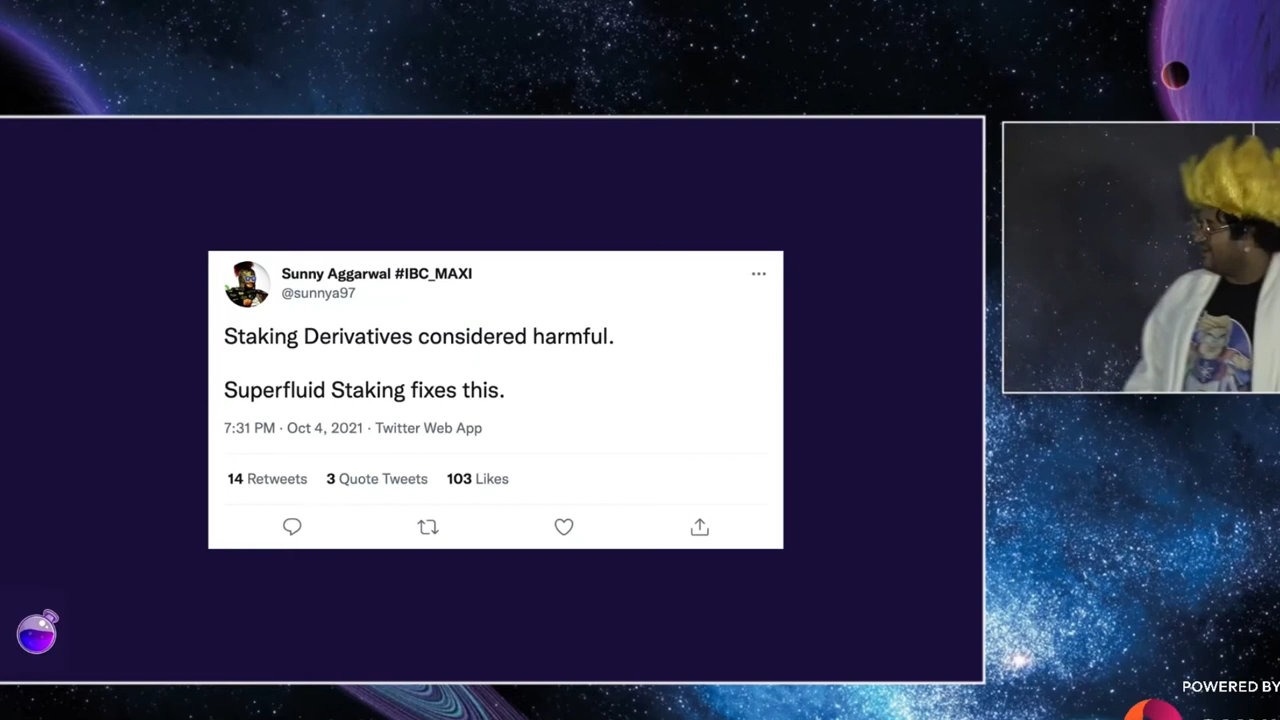 Sunny Aggarwal #IBC_MAXI
@sunnya97
Staking Derivatives considered harmful.
Superfluid Staking fixes this.
7:31 PM · Oct 4, 2021 · Twitter Web App
14 Retweets 3 Quote Tweets 103 Likes
POWERED BY